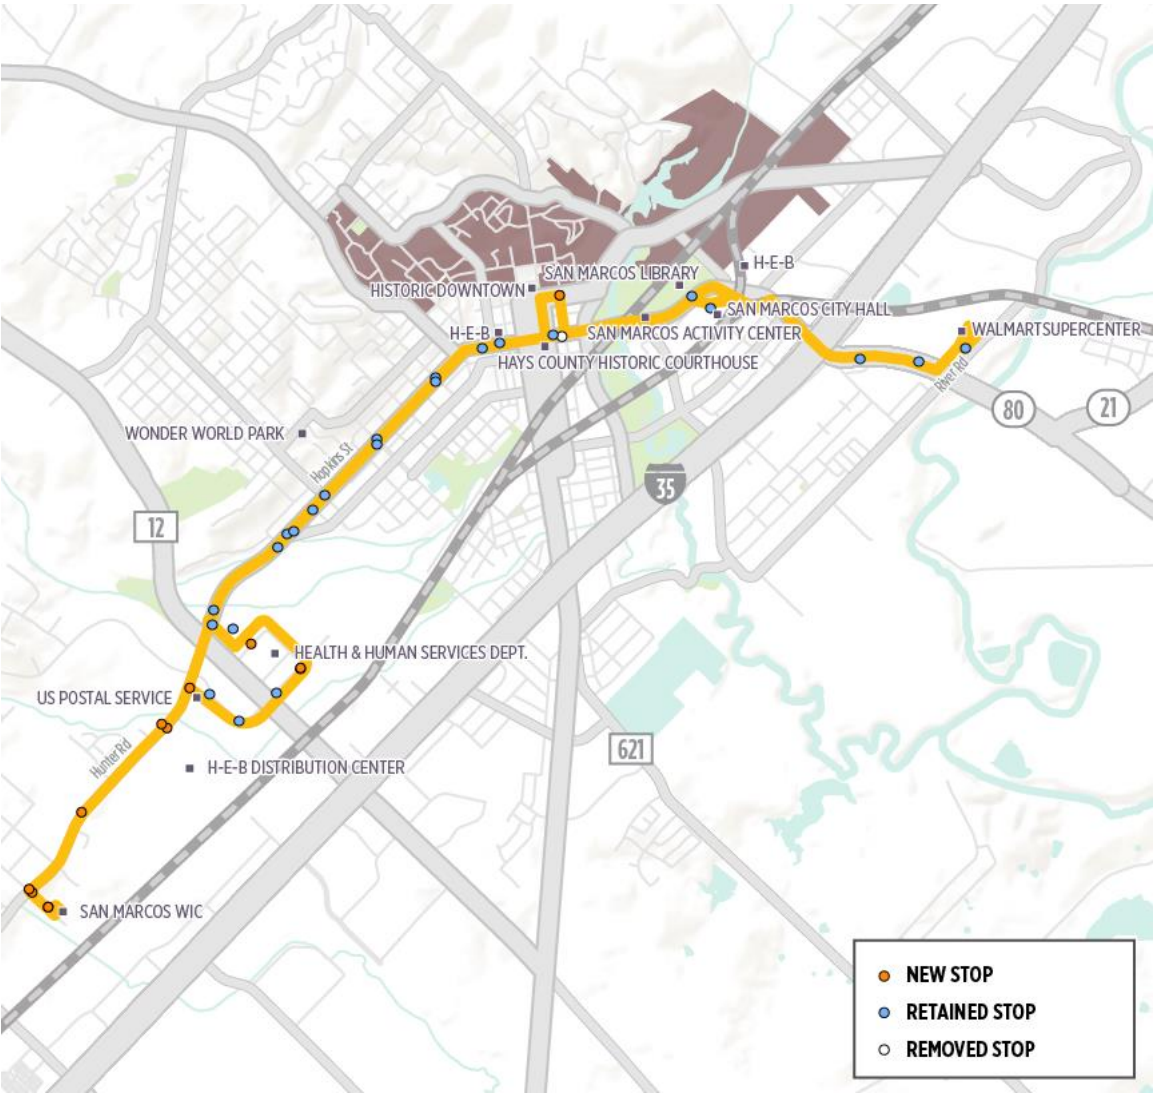 H-E-B
SAN MARCOS LIBRARY
HISTORIC DOWNTOWN
SAN MARCOS CITY HALL
H-E-B
SAN MARCOS ACTIVITY CENTER
WALMARTSUPERCENTER
HAYS COUNTY HISTORIC COURTHOUSE
River Rd
80
21
WONDER WORLD PARK
Hopkins St
35
12
HEALTH & HUMAN SERVICES DEPT.
US POSTAL SERVICE
Hunter Rd
621
H-E-B DISTRIBUTION CENTER
SAN MARCOS WIC
NEW STOP
RETAINED STOP
REMOVED STOP